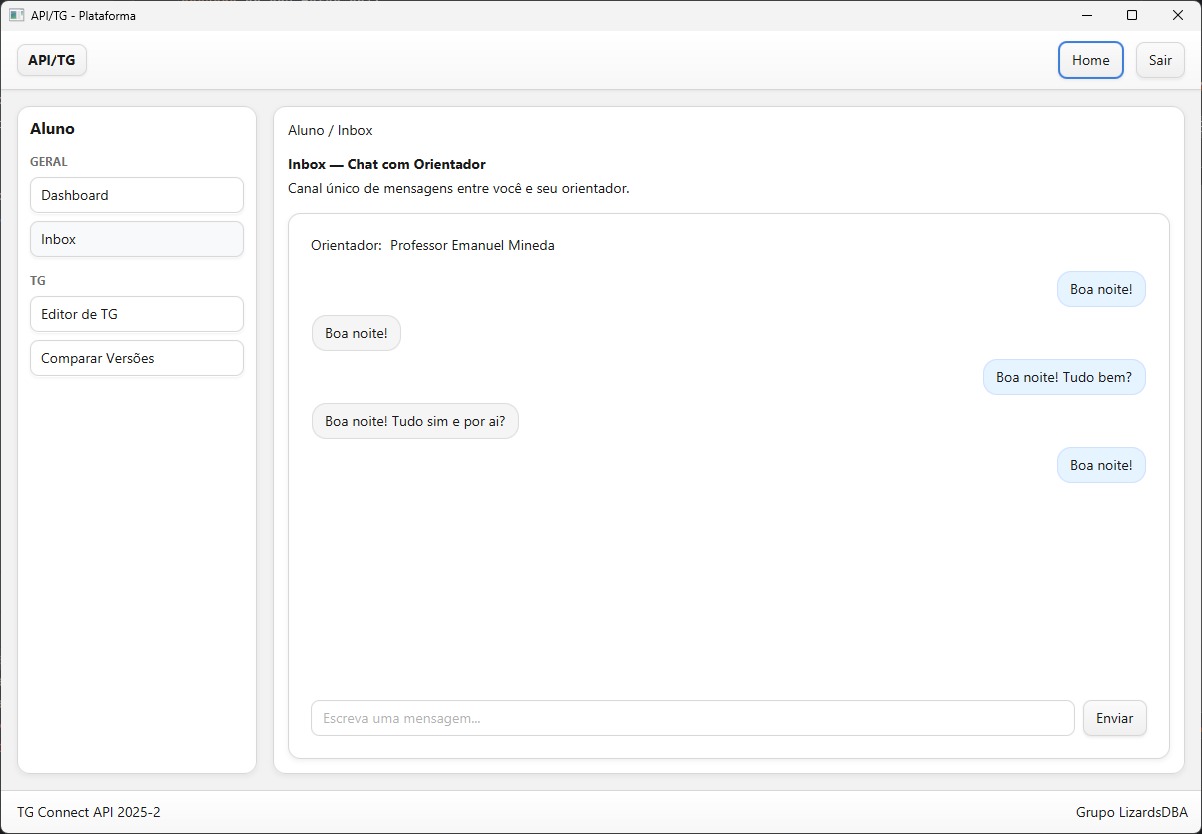 API/TG - Plataforma
API/TG
Home
Sair
Aluno
GERAL
Dashboard
Inbox
TG
Editor de TG
Comparar Versões
Aluno / Inbox
Inbox — Chat com Orientador
Canal único de mensagens entre você e seu orientador.
Orientador: Professor Emanuel Mineda
Boa noite!
Boa noite!
Boa noite! Tudo bem?
Boa noite! Tudo sim e por ai?
Boa noite!
Escreva uma mensagem...
Enviar
TG Connect API 2025-2
Grupo LizardsDBA